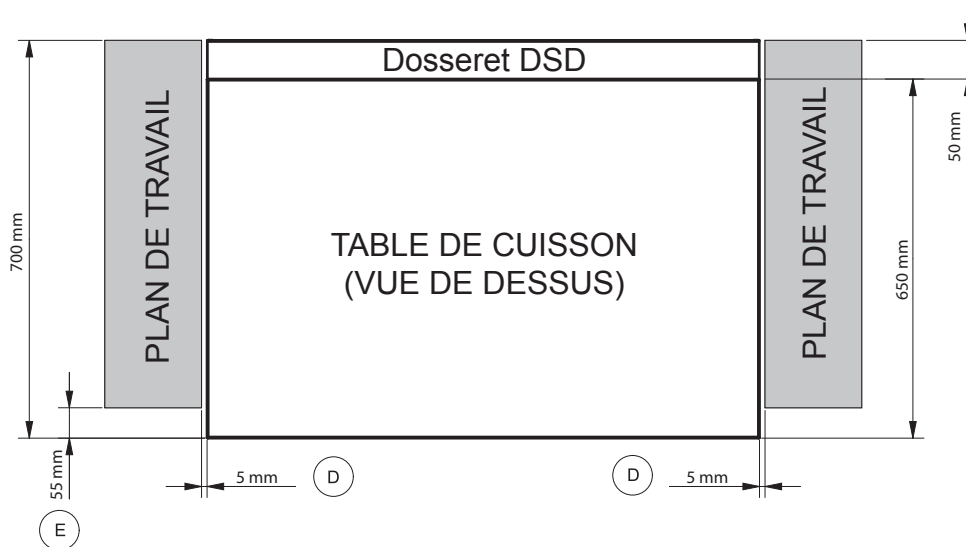 Dosseret DSD
PLAN DE TRAVAIL
TABLE DE CUISSON
(VUE DE DESSUS)
PLAN DE TRAVAIL
700 mm
50 mm
650 mm
55 mm
5 mm
D
D
5 mm
E